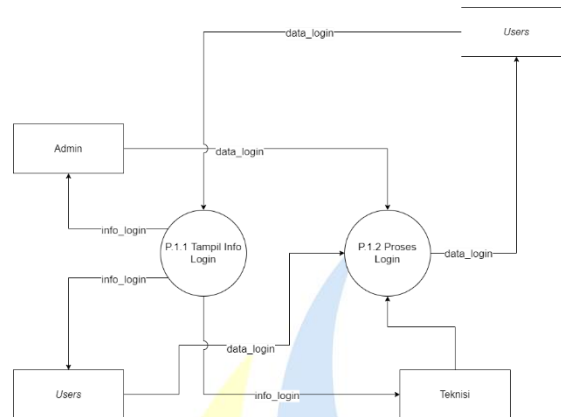 Users
data_login
Admin
data_login
P.1.1 Tampil Info
Login
P.1.2 Proses
Login
info_login
data_login
info_login
data_login
Users
info_login
Teknisi